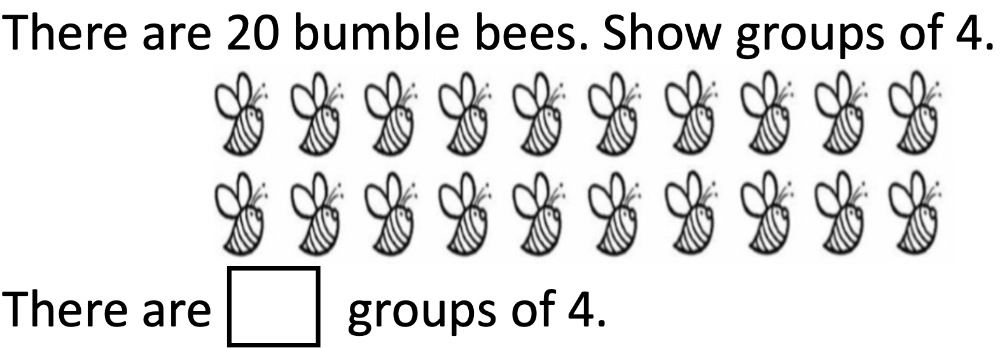 There are 20 bumble bees. Show groups of 4.
There are groups of 4.